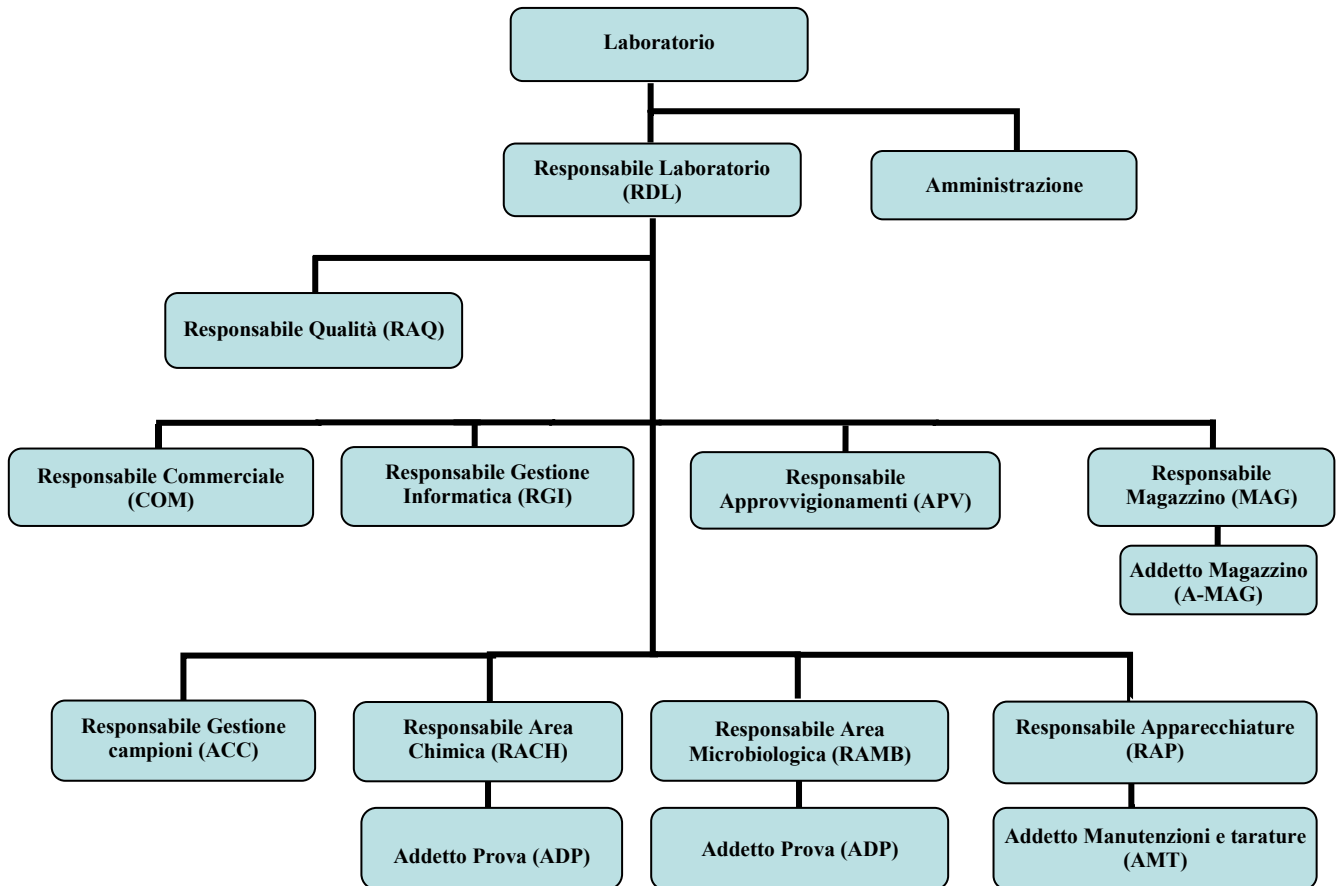 Laboratorio
Responsabile Laboratorio
(RDL)
Amministrazione
Responsabile Qualità (RAQ)
Responsabile Commerciale
(COM)
Responsabile Gestione
Informatica (RGI)
Responsabile
Approvvigionamenti (APV)
Responsabile
Magazzino (MAG)
Addetto Magazzino
(A-MAG)
Responsabile Gestione
campioni (ACC)
Responsabile Area
Chimica (RACH)
Responsabile Area
Microbiologica (RAMB)
Responsabile Apparecchiature
(RAP)
Addetto Prova (ADP)
Addetto Prova (ADP)
Addetto Manutenzioni e tarature
(AMT)